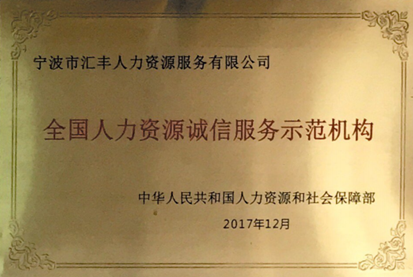 宁波市汇丰人力资源服务有限公司
全国人力资源诚信服务示范机构
中华人民共和国人力资源和社会保障部
2017年12月